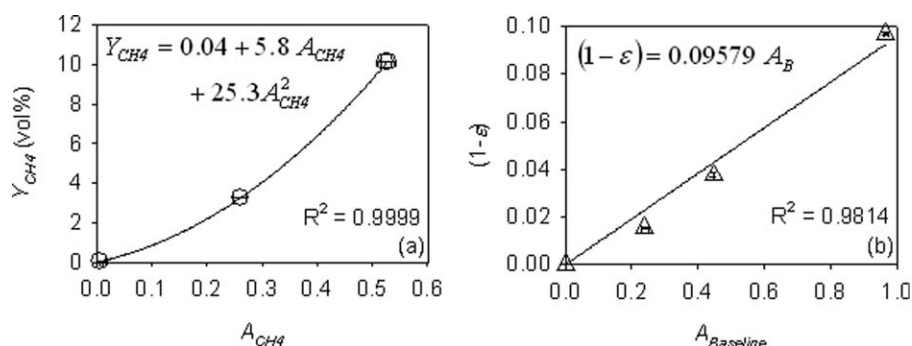 12
10
8
6
4
2
0
Y_CH4 (vol%)
Y_CH4 = 0.04 + 5.8 A_CH4
+ 25.3A²_CH4
R² = 0.9999
(a)
0.0 0.1 0.2 0.3 0.4 0.5 0.6
A_CH4
0.10
0.08
0.06
0.04
0.02
0.00
(1-ε)
(1-ε) = 0.09579 A_B
R² = 0.9814
(b)
0.0 0.2 0.4 0.6 0.8 1.0
A_Baseline